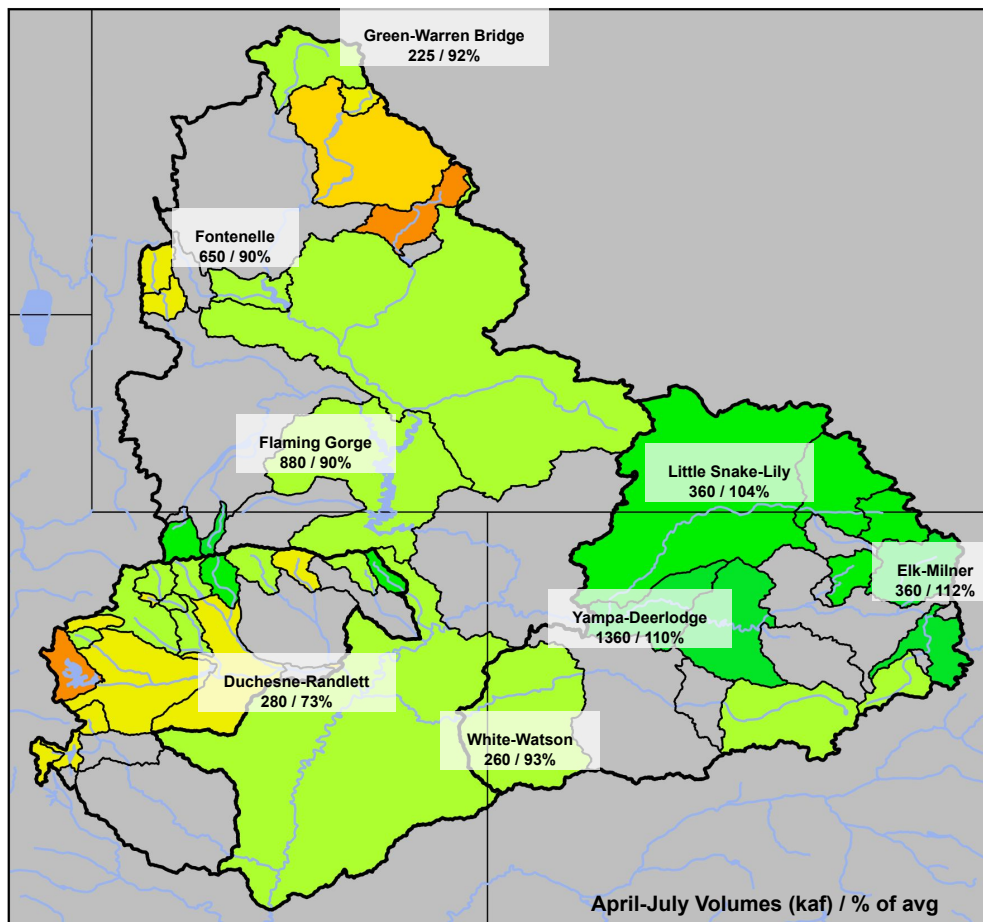 Green-Warren Bridge
225 / 92%
Fontenelle
650 / 90%
Flaming Gorge
880 / 90%
Little Snake-Lily
360 / 104%
Elk-Milner
360 / 112%
Yampa-Deerlodge
1360 / 110%
Duchesne-Randlett
280 / 73%
White-Watson
260 / 93%
April-July Volumes (kaf) / % of avg